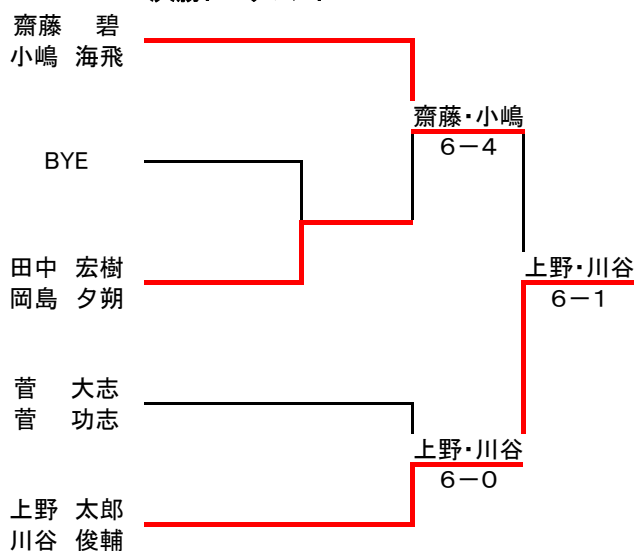 齋藤 碧
小嶋 海飛
齋藤・小嶋
6-4
BYE
田中 宏樹
岡島 夕朔
上野・川谷
6-1
菅 大志
菅 功志
上野・川谷
6-0
上野 太郎
川谷 俊輔